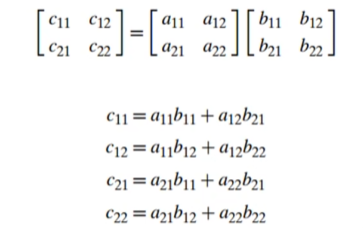 [c11 c12] = [a11 a12] [b11 b12]
[c21 c22] [a21 a22] [b21 b22]
c11 = a11b11 + a12b21
c12 = a11b12 + a12b22
c21 = a21b11 + a22b21
c22 = a21b12 + a22b22